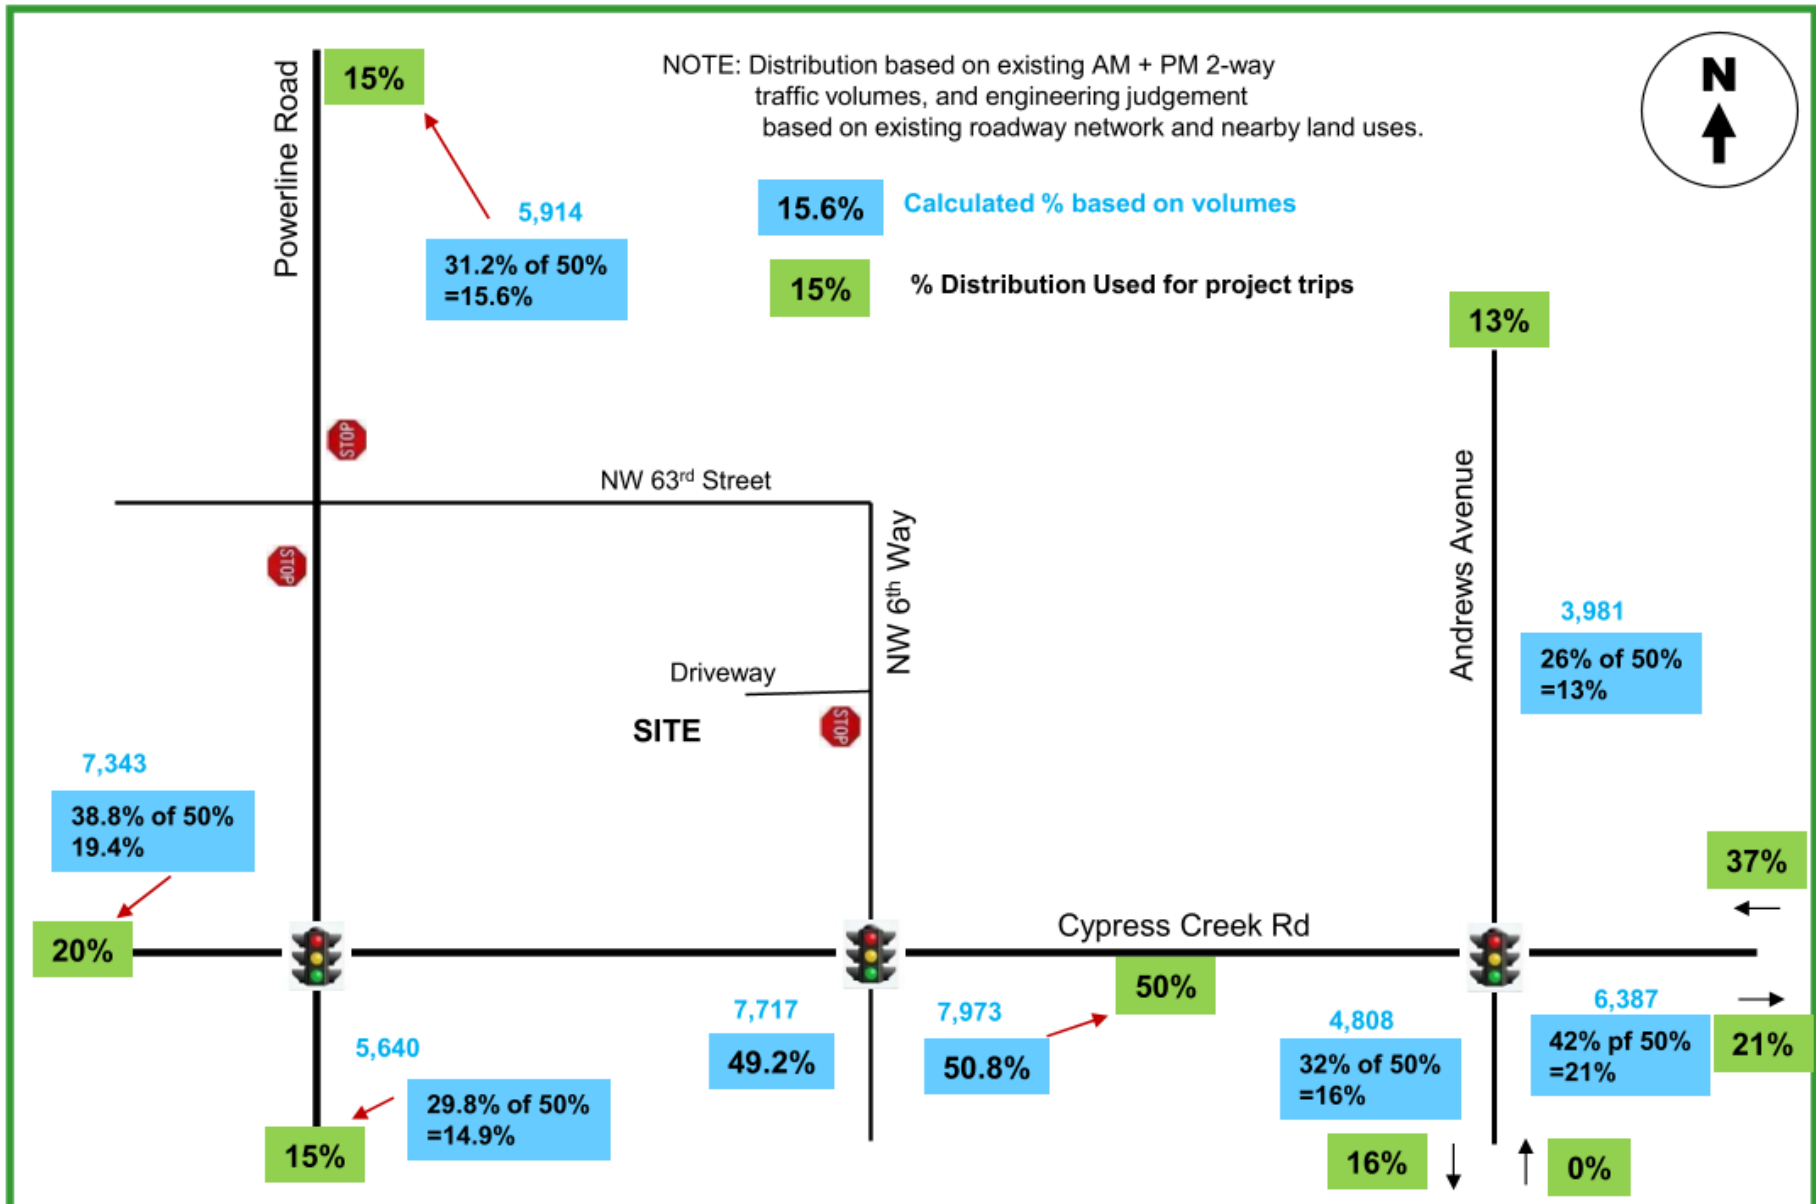 15%
Powerline Road
NOTE: Distribution based on existing AM + PM 2-way
traffic volumes, and engineering judgement
based on existing roadway network and nearby land uses.
N
5,914
31.2% of 50%
=15.6%
15.6%
Calculated % based on volumes
15%
% Distribution Used for project trips
13%
STOP
NW 63rd Street
STOP
NW 6th Way
Andrews Avenue
3,981
26% of 50%
=13%
Driveway
SITE
STOP
7,343
38.8% of 50%
19.4%
20%
37%
Cypress Creek Rd
50%
7,717
49.2%
7,973
50.8%
4,808
32% of 50%
=16%
6,387
42% pf 50%
=21%
21%
5,640
29.8% of 50%
=14.9%
15%
16%
0%